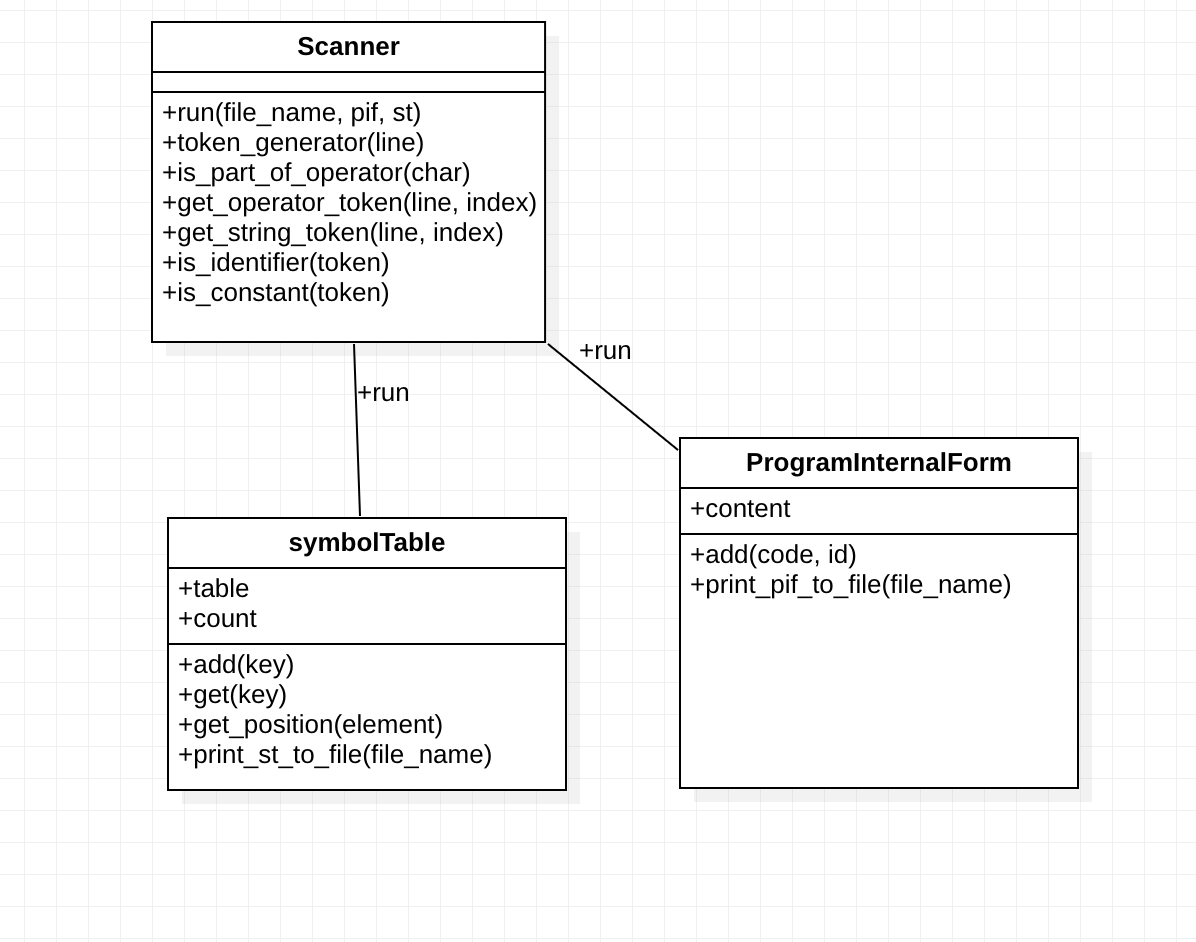 Scanner
+run(file_name, pif, st)
+token_generator(line)
+is_part_of_operator(char)
+get_operator_token(line, index)
+get_string_token(line, index)
+is_identifier(token)
+is_constant(token)
+run
+run
symbolTable
+table
+count
+add(key)
+get(key)
+get_position(element)
+print_st_to_file(file_name)
ProgramInternalForm
+content
+add(code, id)
+print_pif_to_file(file_name)